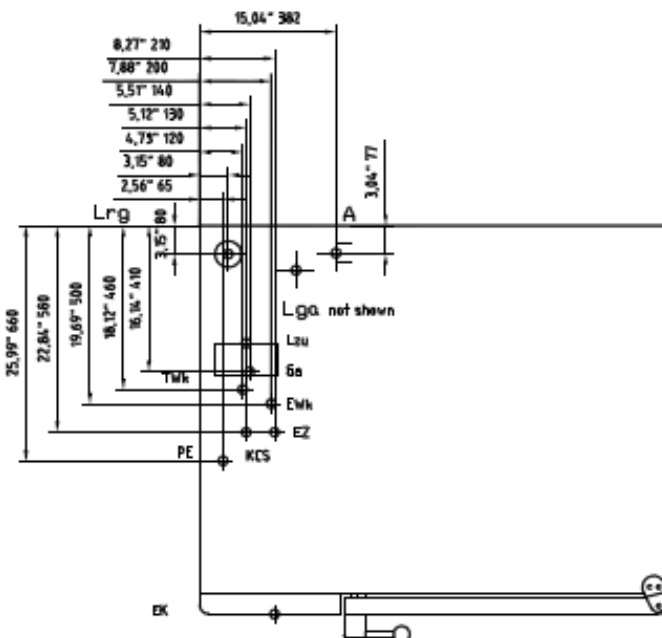 15,04" 382
8,27" 210
7,88" 200
5,51" 140
5,12" 130
4,73" 120
3,15" 80
2,56" 65
3,04" 77
Lrg
A
3,15" 80
25,99" 660
22,84" 580
19,69" 500
18,12" 460
16,14" 410
Lga not shown
Lzu
Ga
TWk
EWk
EZ
PE
KCS
EK